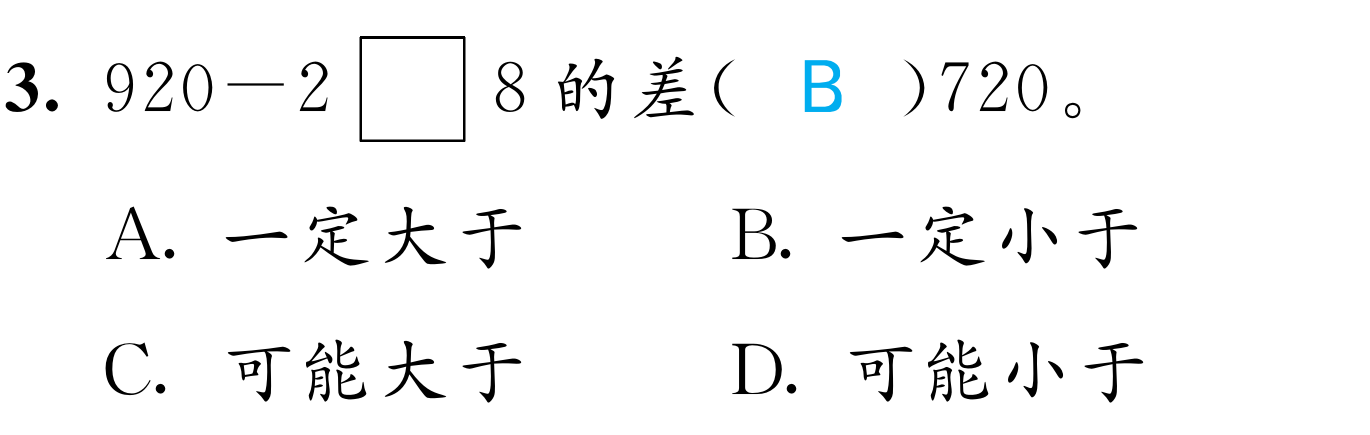 3. 920－2□8的差( B )720。
A. 一定大于 B. 一定小于
C. 可能大于 D. 可能小于